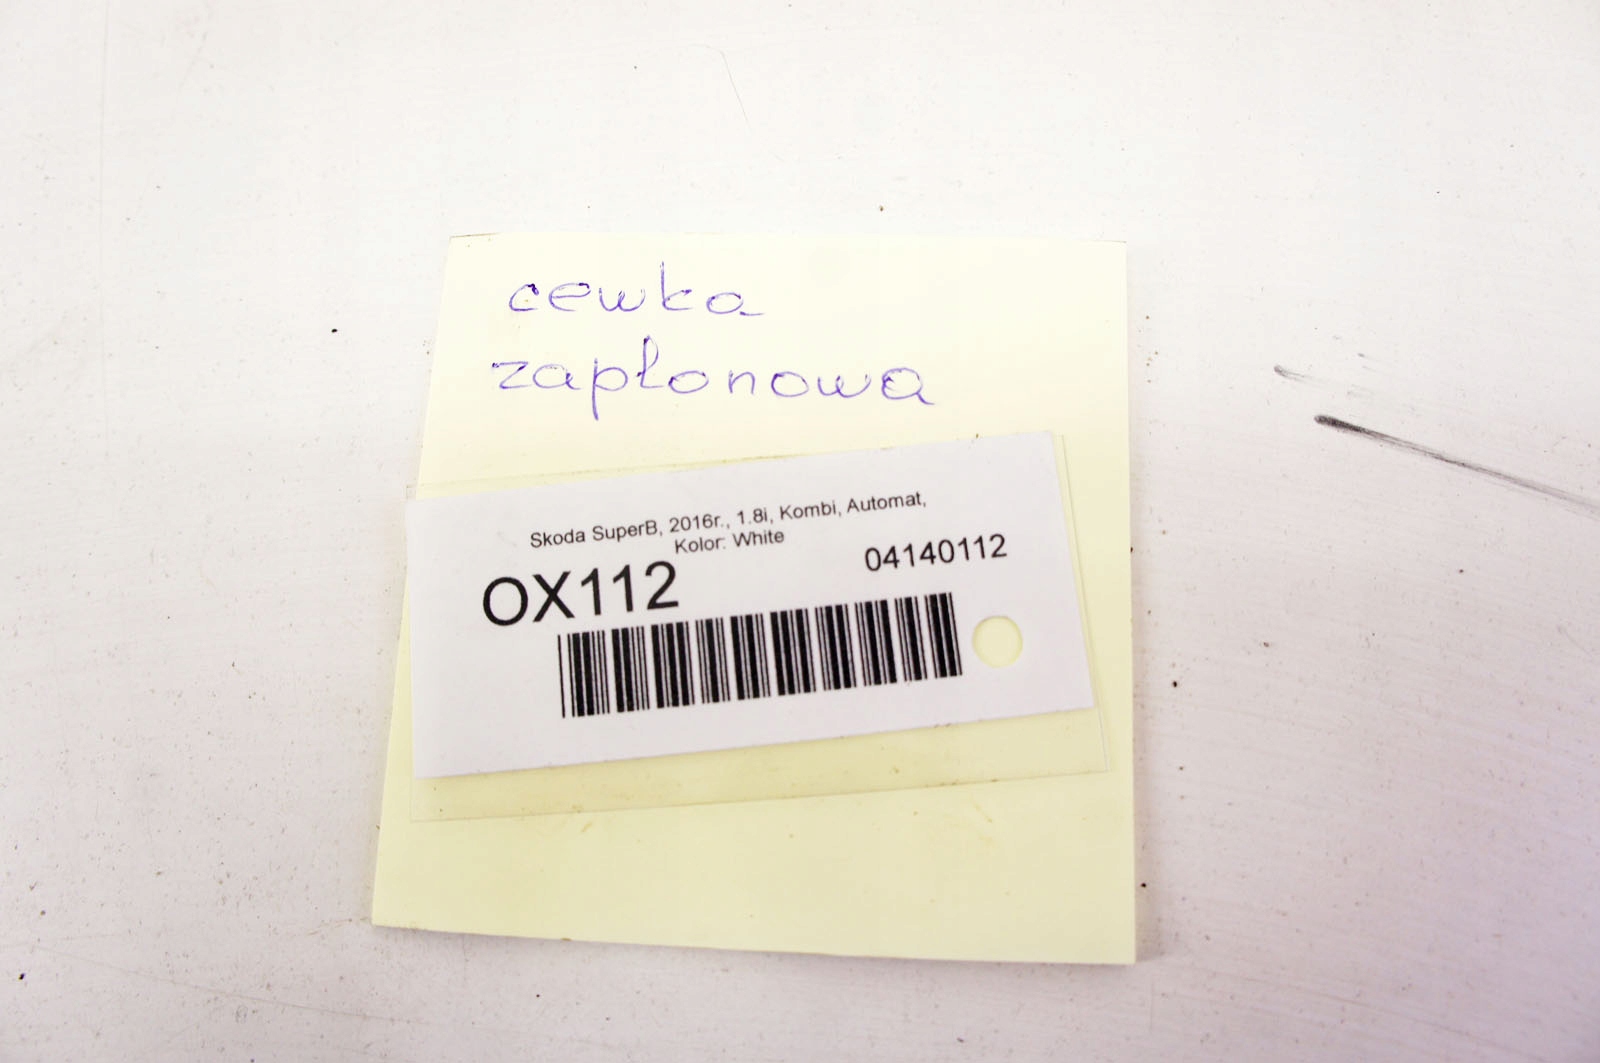 cewka
zapłonowa
Skoda SuperB, 2016r., 1.8i, Kombi, Automat,
Kolor: White
OX112
04140112